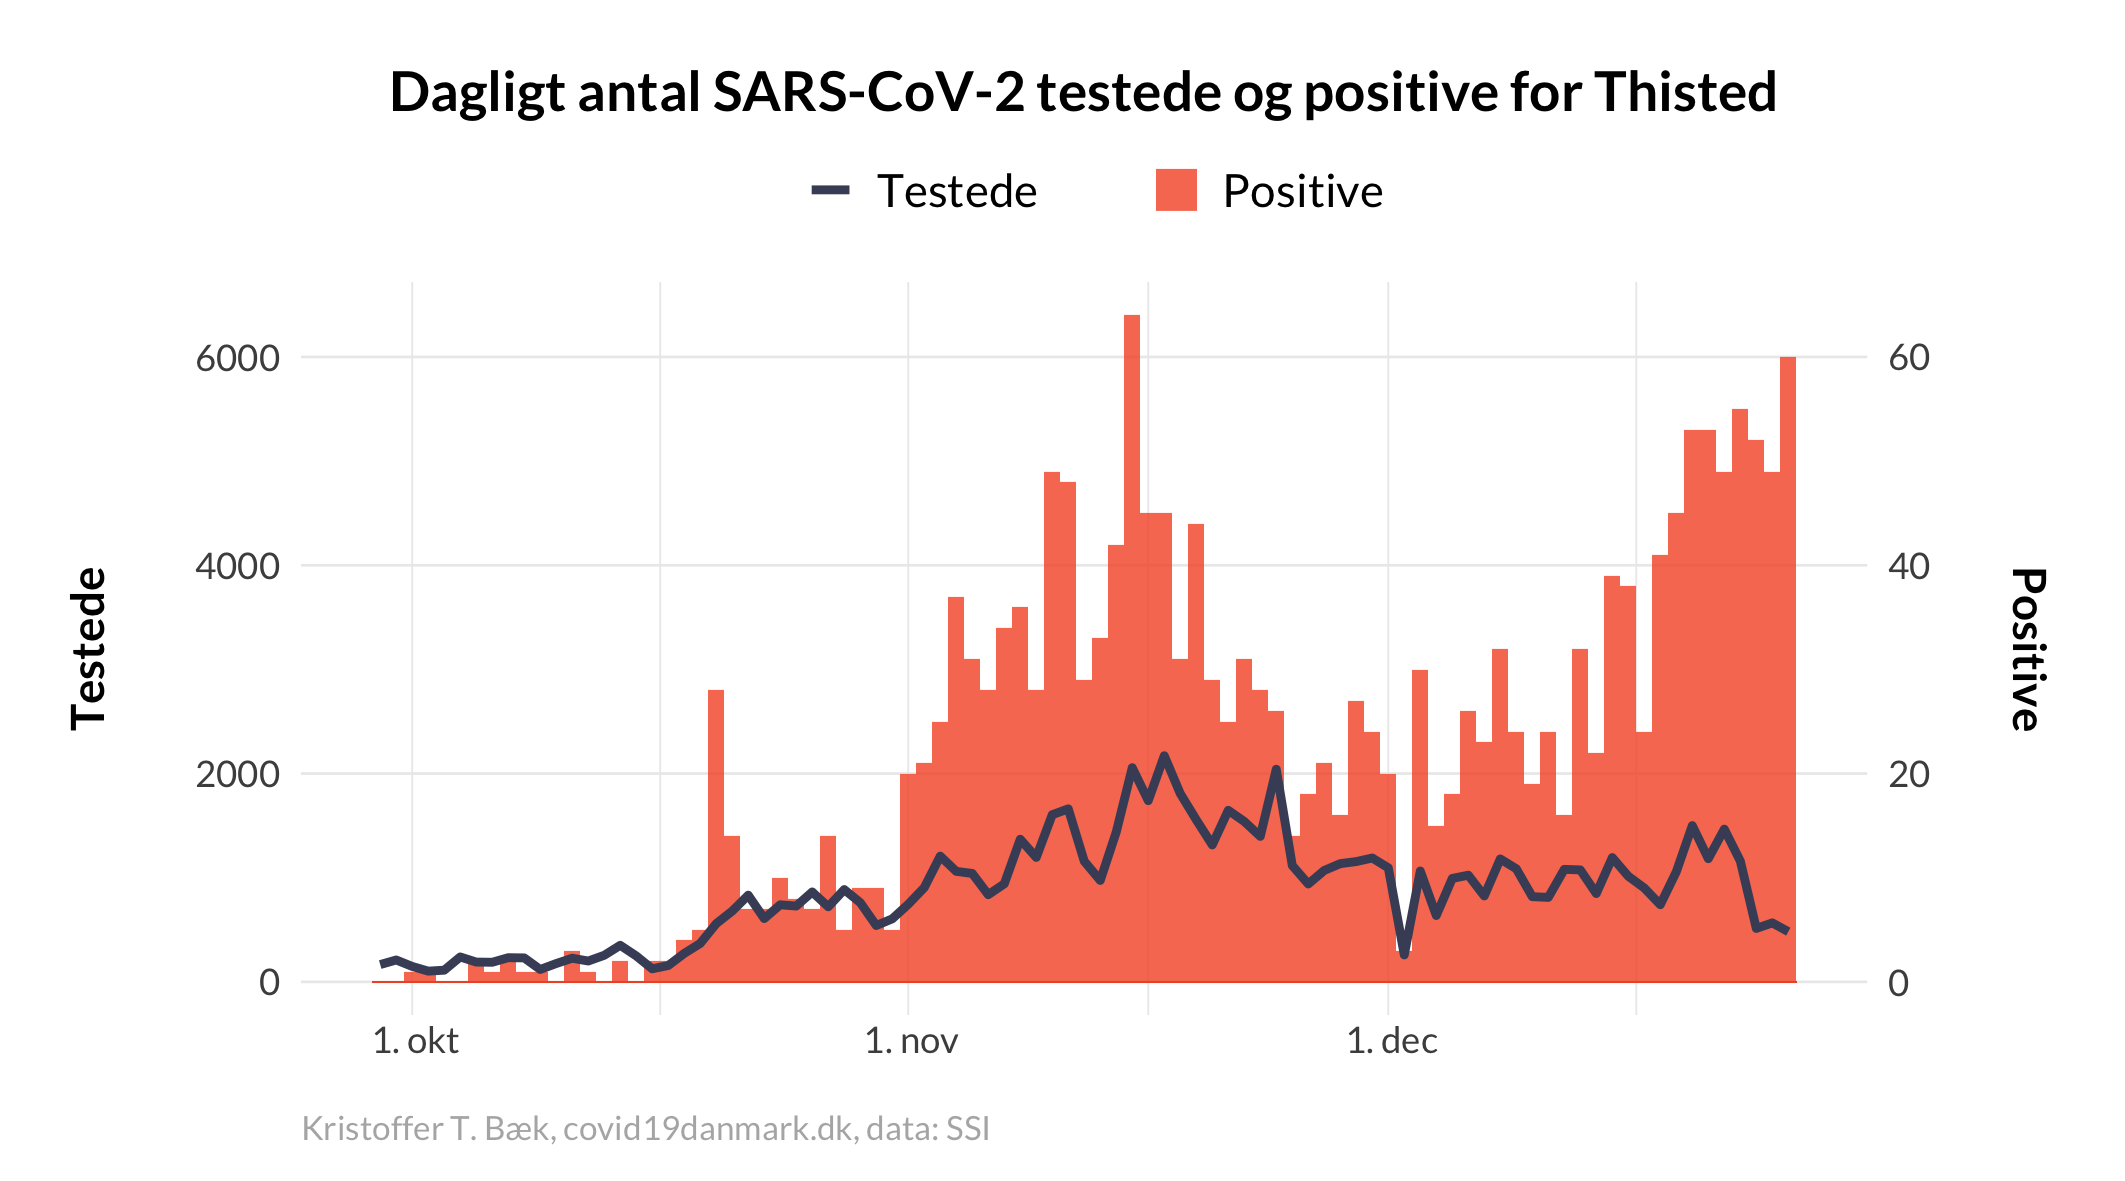 Dagligt antal SARS-CoV-2 testede og positive for Thisted
Testede Positive
6000 60
4000 40
2000 20
0 0
Testede
Positive
1. okt 1. nov 1. dec
Kristoffer T. Bæk, covid19danmark.dk, data: SSI